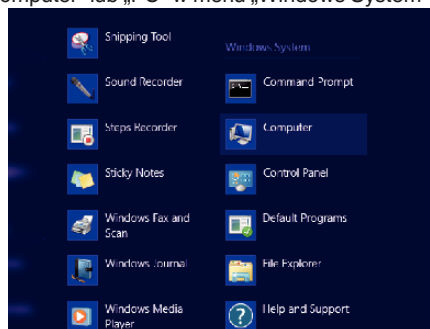 Snipping Tool
Sound Recorder
Steps Recorder
Sticky Notes
Windows Fax and
Scan
Windows Journal
Windows Media
Player
Windows System
Command Prompt
Computer
Control Panel
Default Programs
File Explorer
Help and Support